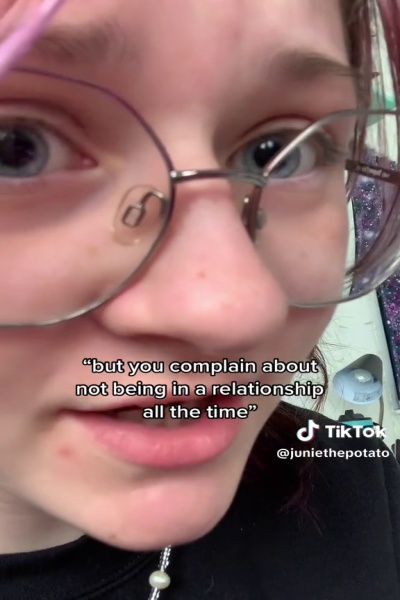 “but you complain about
not being in a relationship
all the time”
TikTok
@juniethepotato